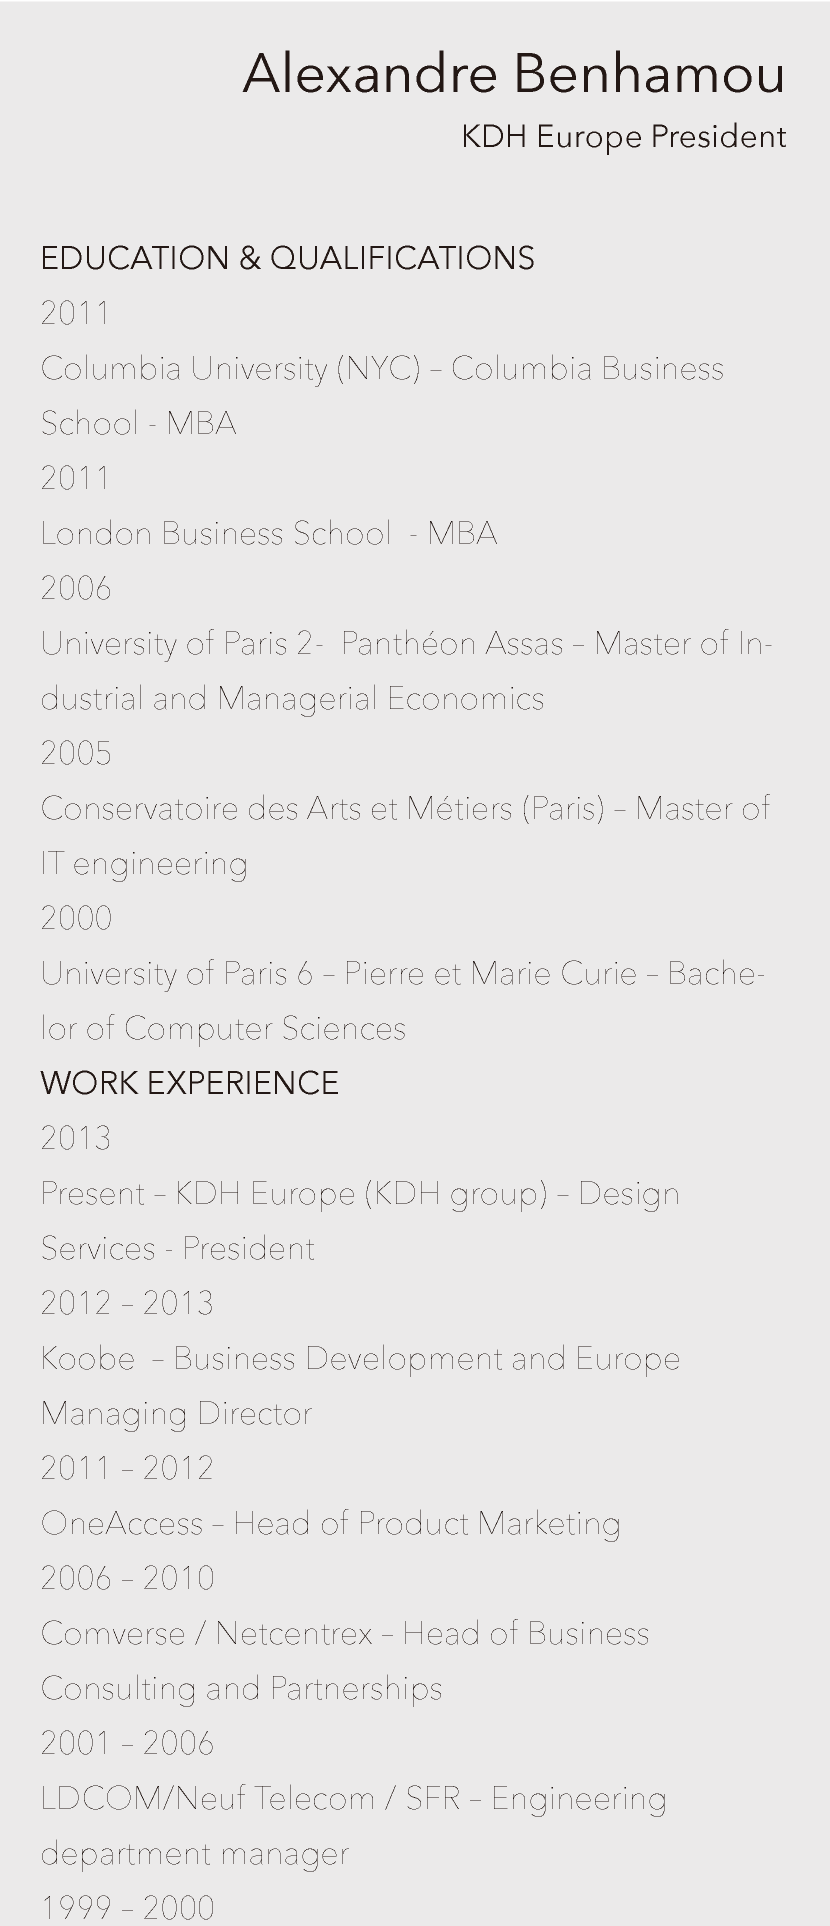 Alexandre Benhamou
KDH Europe President
EDUCATION & QUALIFICATIONS
2011
Columbia University (NYC) – Columbia Business
School - MBA
2011
London Business School  - MBA
2006
University of Paris 2-  Panthéon Assas – Master of In-
dustrial and Managerial Economics
2005
Conservatoire des Arts et Métiers (Paris) – Master of
IT engineering
2000
University of Paris 6 – Pierre et Marie Curie – Bache-
lor of Computer Sciences
WORK EXPERIENCE
2013
Present – KDH Europe (KDH group) – Design
Services - President
2012 – 2013
Koobe  – Business Development and Europe
Managing Director
2011 – 2012
OneAccess – Head of Product Marketing
2006 – 2010
Comverse / Netcentrex – Head of Business
Consulting and Partnerships
2001 – 2006
LDCOM/Neuf Telecom / SFR – Engineering
department manager
1999 – 2000